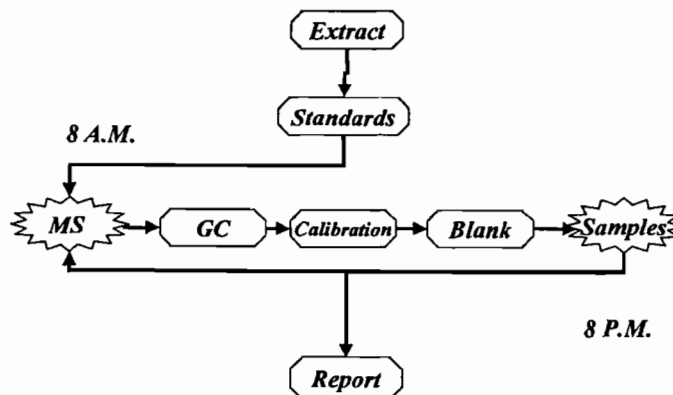 Extract
Standards
8 A.M.
MS
GC
Calibration
Blank
Samples
8 P.M.
Report